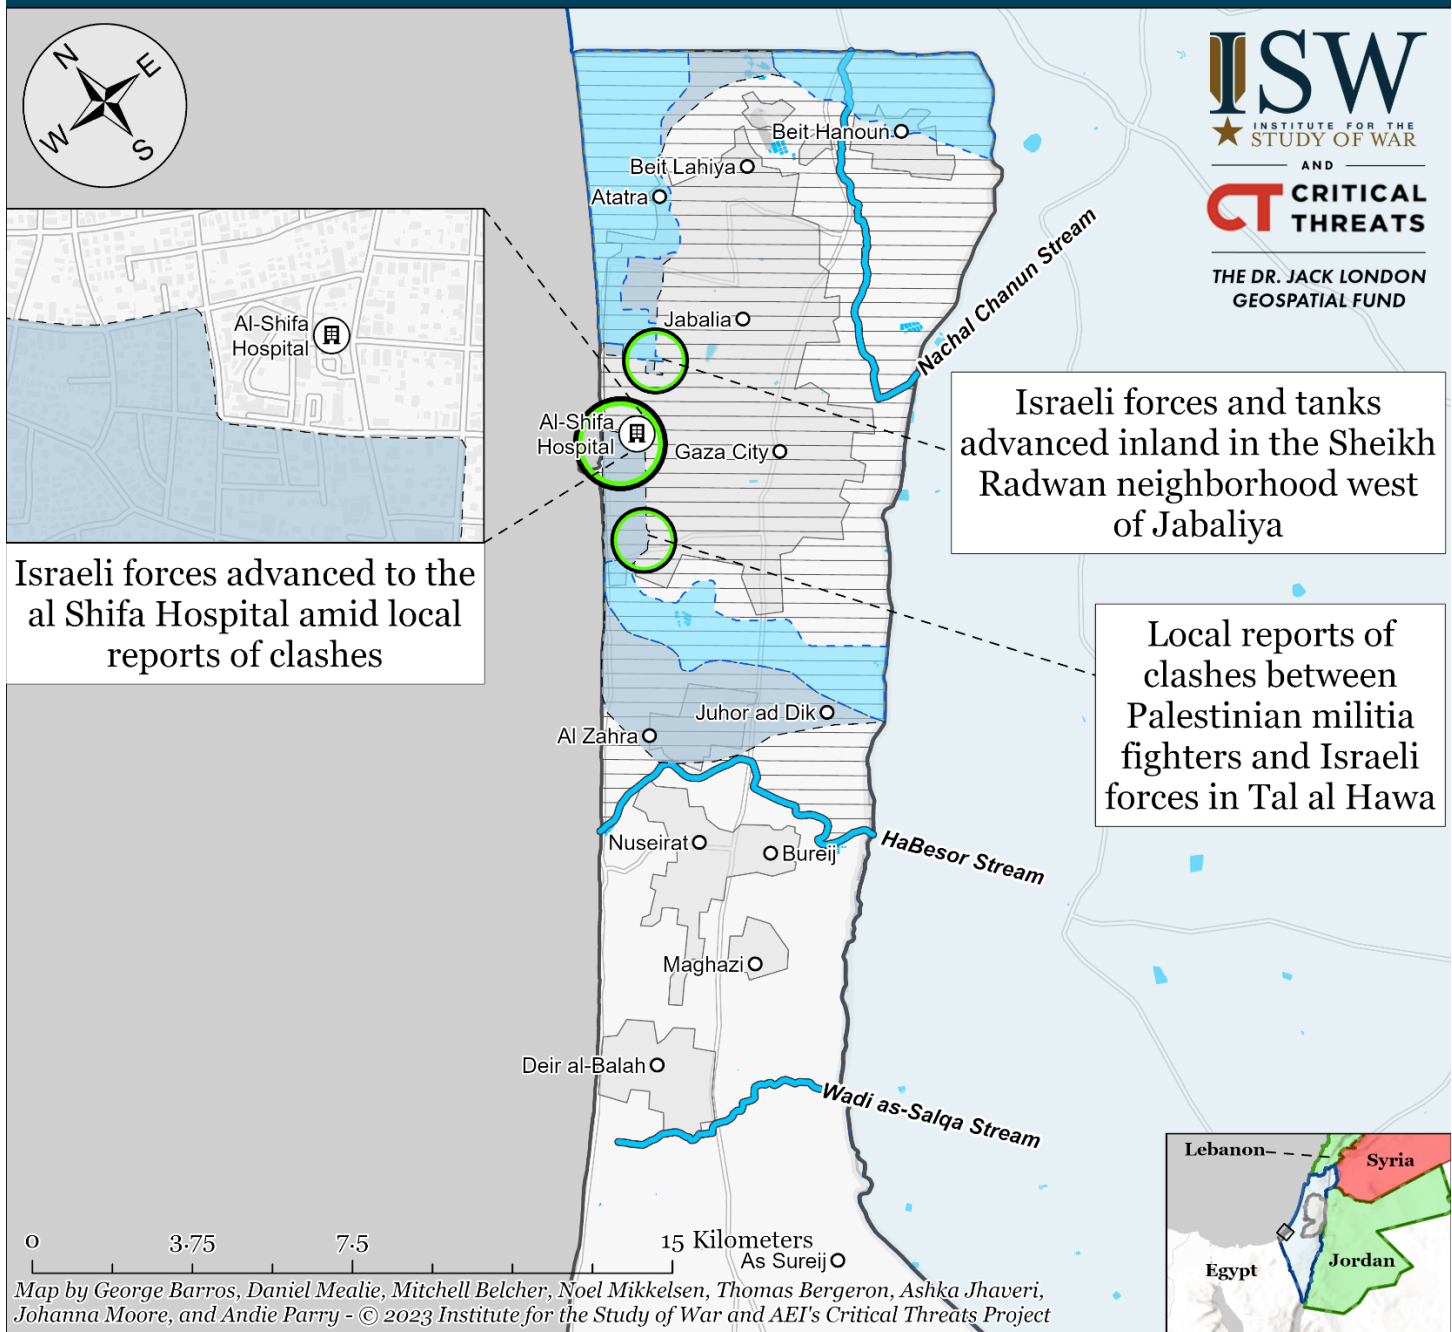 N
E
W
S
ISW
INSTITUTE FOR THE
STUDY OF WAR
AND
CT CRITICAL
THREATS
THE DR. JACK LONDON
GEOSPATIAL FUND
Beit Hanoun
Beit Lahiya
Atatra
Nachal Chanun Stream
Al-Shifa
Hospital
Jabalia
Al-Shifa
Hospital
Gaza City
Israeli forces and tanks
advanced inland in the Sheikh
Radwan neighborhood west
of Jabaliya
Israeli forces advanced to the
al Shifa Hospital amid local
reports of clashes
Local reports of
clashes between
Palestinian militia
fighters and Israeli
forces in Tal al Hawa
Juhor ad Dik
Al Zahra
Nuseirat
Bureij
HaBesor Stream
Maghazi
Deir al-Balah
Wadi as-Salqa Stream
Lebanon
Syria
Egypt
Jordan
0 3.75 7.5 15 Kilometers
As Sureij
Map by George Barros, Daniel Mealie, Mitchell Belcher, Noel Mikkelsen, Thomas Bergeron, Ashka Jhaveri,
Johanna Moore, and Andie Parry - © 2023 Institute for the Study of War and AEI's Critical Threats Project